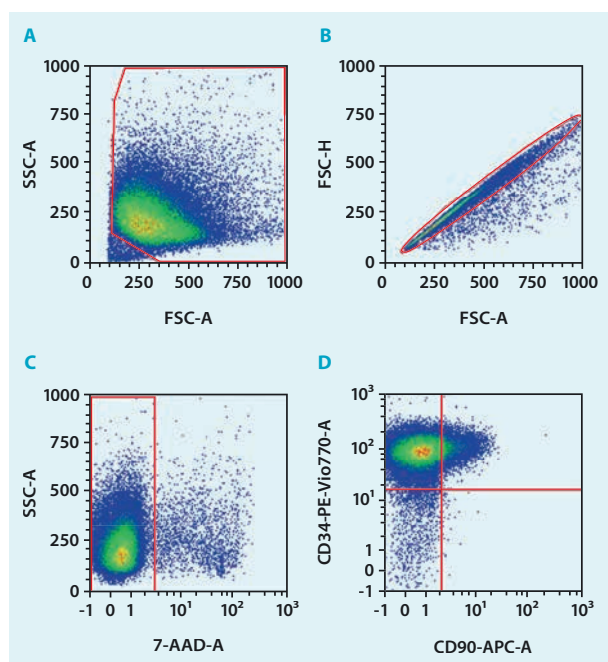 A
1000
750
500
250
0
SSC-A
0 250 500 750 1000
FSC-A
B
1000
750
500
250
0
FSC-H
250 500 750 1000
FSC-A
C
1000
750
500
250
0
SSC-A
-1 0 1 10¹ 10² 10³
7-AAD-A
D
10³
10²
10¹
1
0
-1
CD34-PE-Vio770-A
-1 0 1 10¹ 10² 10³
CD90-APC-A